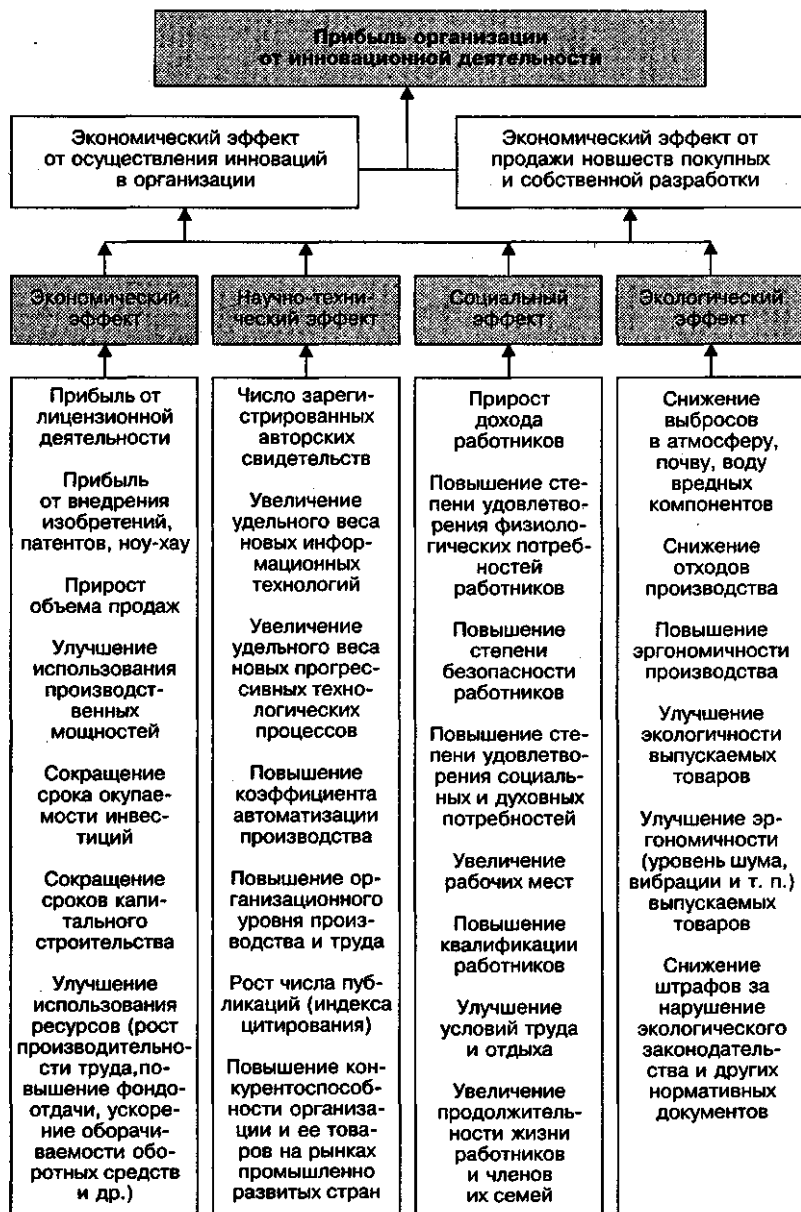 Прибыль организации
от инновационной деятельности
Экономический эффект
от осуществления инноваций
в организации
Экономический эффект от
продажи новшеств покупных
и собственной разработки
Экономический
эффект
Научно-техни-
ческий эффект
Социальный
эффект
Экологический
эффект
Прибыль от
лицензионной
деятельности
Прибыль
от внедрения
изобретений,
патентов, ноу-хау
Прирост
объема продаж
Улучшение
использования
производст-
венных
мощностей
Сокращение
срока окупае-
мости инвес-
тиций
Сокращение
сроков капи-
тального
строительства
Улучшение
использования
ресурсов (рост
производительно-
сти труда,по-
вышение фондо-
отдачи, ускоре-
ние оборачи-
ваемости обо-
ротных средств
и др.)
Число зареги-
стрированных
авторских
свидетельств
Увеличение
удельного веса
новых инфор-
мационных
технологий
Увеличение
удельного веса
новых прогрес-
сивных техно-
логических
процессов
Повышение
коэффициента
автоматизации
производства
Повышение ор-
ганизационного
уровня произ-
водства и труда
Рост числа пуб-
ликаций (индекса
цитирования)
Повышение кон-
курентоспособ-
ности организа-
ции и ее това-
ров на рынках
промышленно
развитых стран
Прирост
дохода
работников
Повышение сте-
пени удовлетво-
рения физиоло-
гических потреб-
ностей
работников
Повышение
степени
безопасности
работников
Повышение сте-
пени удовлетво-
рения социаль-
ных и духовных
потребностей
Увеличение
рабочих мест
Повышение
квалификации
работников
Улучшение
условий труда
и отдыха
Увеличение
продолжитель-
ности жизни
работников
и членов
их семей
Снижение
выбросов
в атмосферу,
почву, воду
вредных
компонентов
Снижение
отходов
производства
Повышение
эргономичности
производства
Улучшение
экологичности
выпускаемых
товаров
Улучшение эр-
гономичности
(уровень шума,
вибрации и т. п.)
выпускаемых
товаров
Снижение
штрафов за
нарушение
экологического
законодатель-
ства и других
нормативных
документов